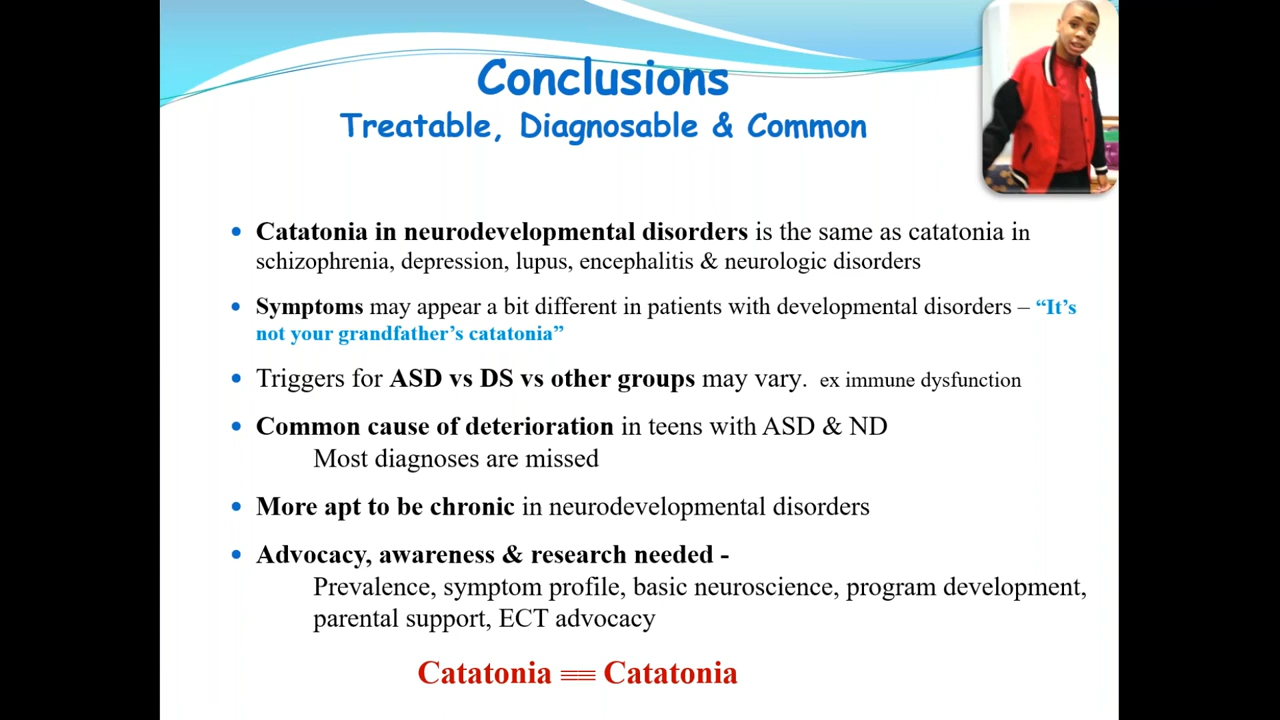 Conclusions
Treatable, Diagnosable & Common
• Catatonia in neurodevelopmental disorders is the same as catatonia in
schizophrenia, depression, lupus, encephalitis & neurologic disorders
• Symptoms may appear a bit different in patients with developmental disorders – “It’s
not your grandfather’s catatonia”
• Triggers for ASD vs DS vs other groups may vary. ex immune dysfunction
• Common cause of deterioration in teens with ASD & ND
Most diagnoses are missed
• More apt to be chronic in neurodevelopmental disorders
• Advocacy, awareness & research needed -
Prevalence, symptom profile, basic neuroscience, program development,
parental support, ECT advocacy
Catatonia ≡≡ Catatonia